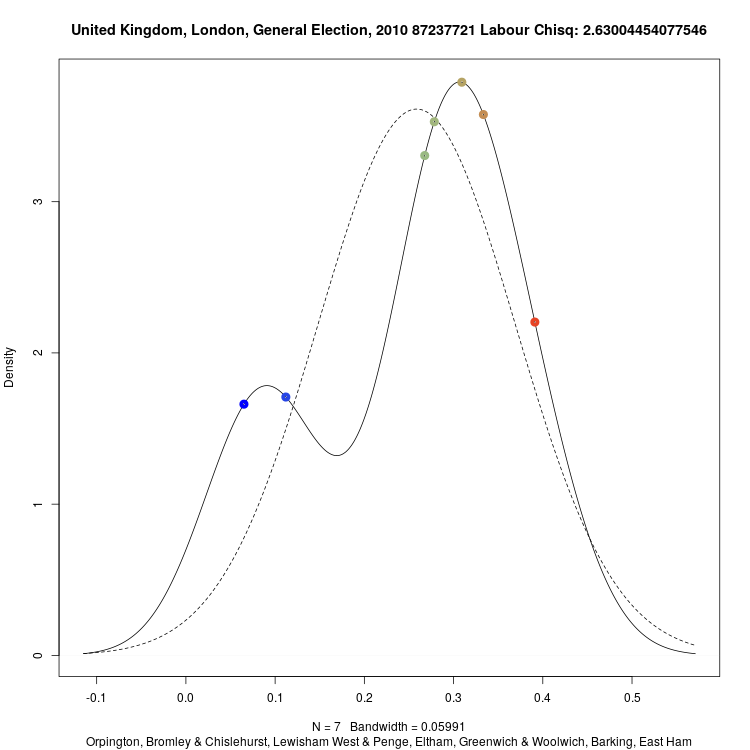 United Kingdom, London, General Election, 2010 87237721 Labour Chisq: 2.63004454077546
Density
3
2
1
0
-0.1 0.0 0.1 0.2 0.3 0.4 0.5
N = 7 Bandwidth = 0.05991
Orpington, Bromley & Chislehurst, Lewisham West & Penge, Eltham, Greenwich & Woolwich, Barking, East Ham